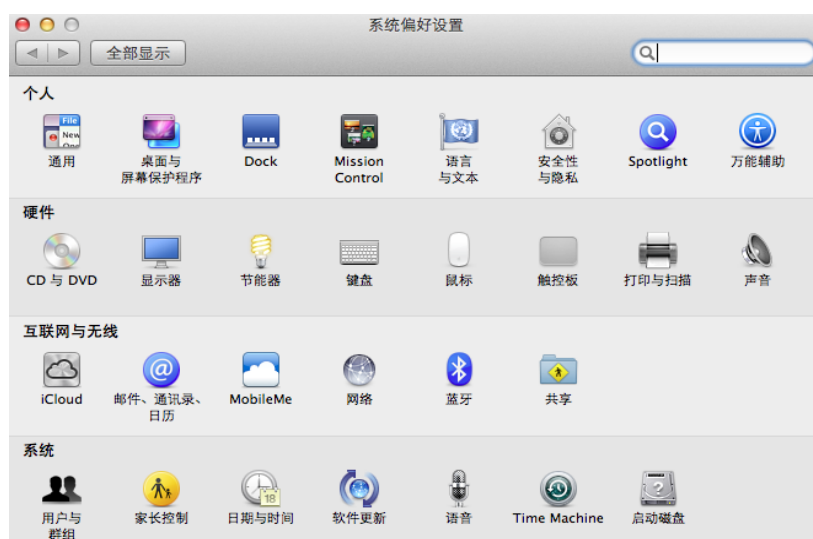 系统偏好设置
全部显示
个人
File
New
One
通用
桌面与
屏幕保护程序
Dock
Mission
Control
语言
与文本
安全性
与隐私
Spotlight
万能辅助
硬件
CD 与 DVD
显示器
节能器
键盘
鼠标
触控板
打印与扫描
声音
互联网与无线
iCloud
邮件、通讯录、
日历
MobileMe
网络
蓝牙
共享
系统
用户与
群组
家长控制
18
日期与时间
软件更新
语音
Time Machine
?
启动磁盘